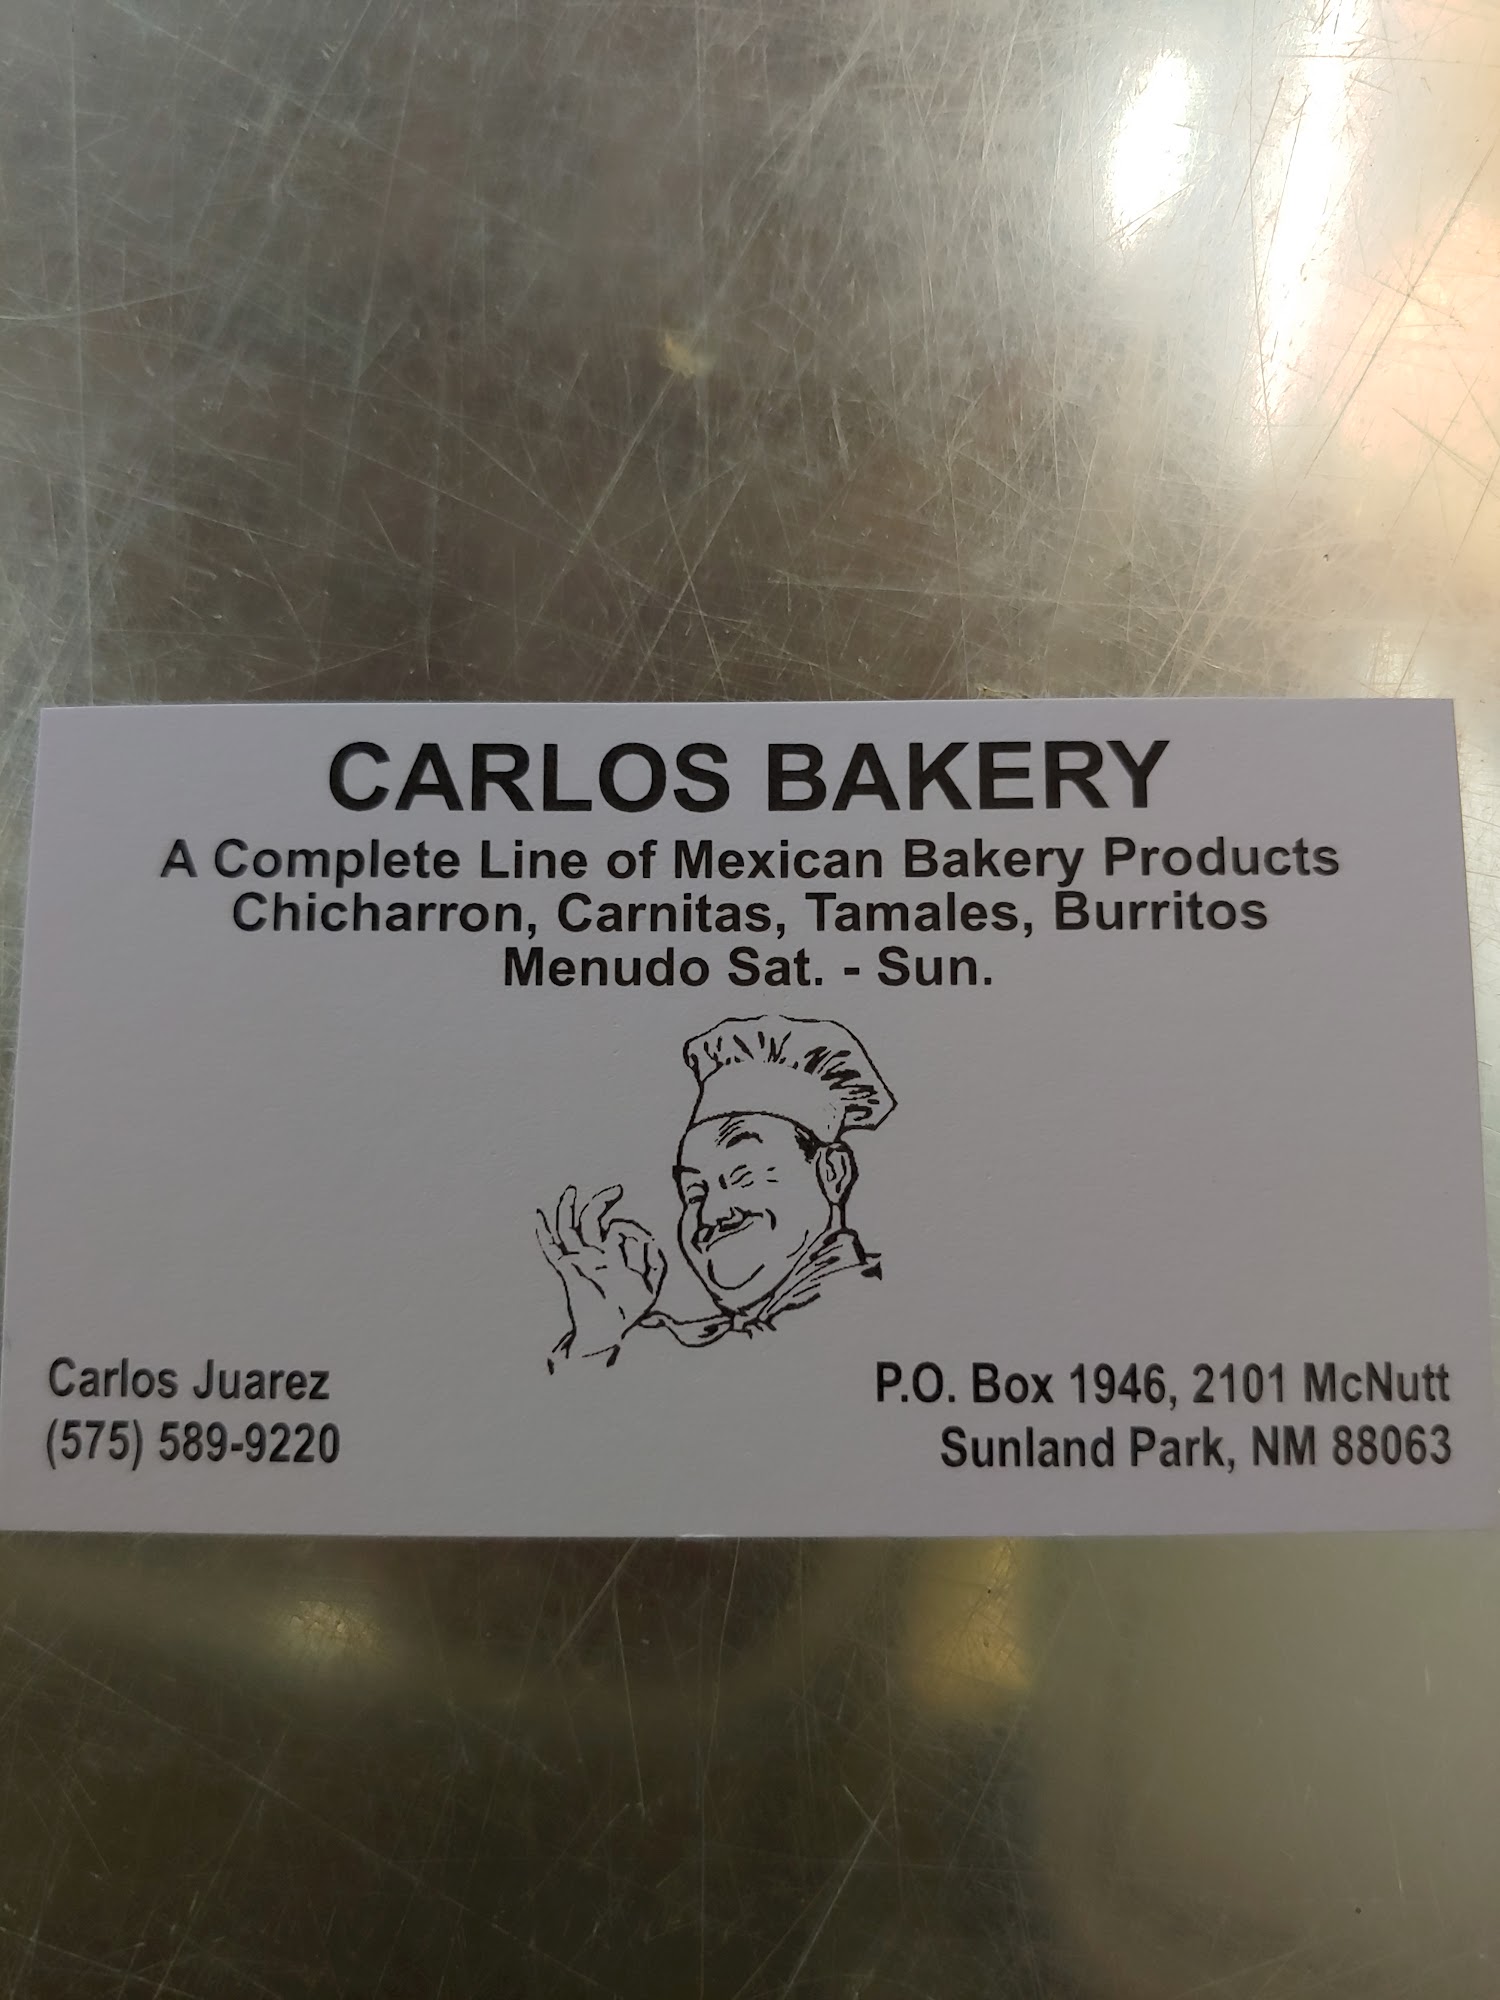 CARLOS BAKERY
A Complete Line of Mexican Bakery Products
Chicharron, Carnitas, Tamales, Burritos
Menudo Sat. - Sun.
Carlos Juarez
(575) 589-9220
P.O. Box 1946, 2101 McNutt
Sunland Park, NM 88063